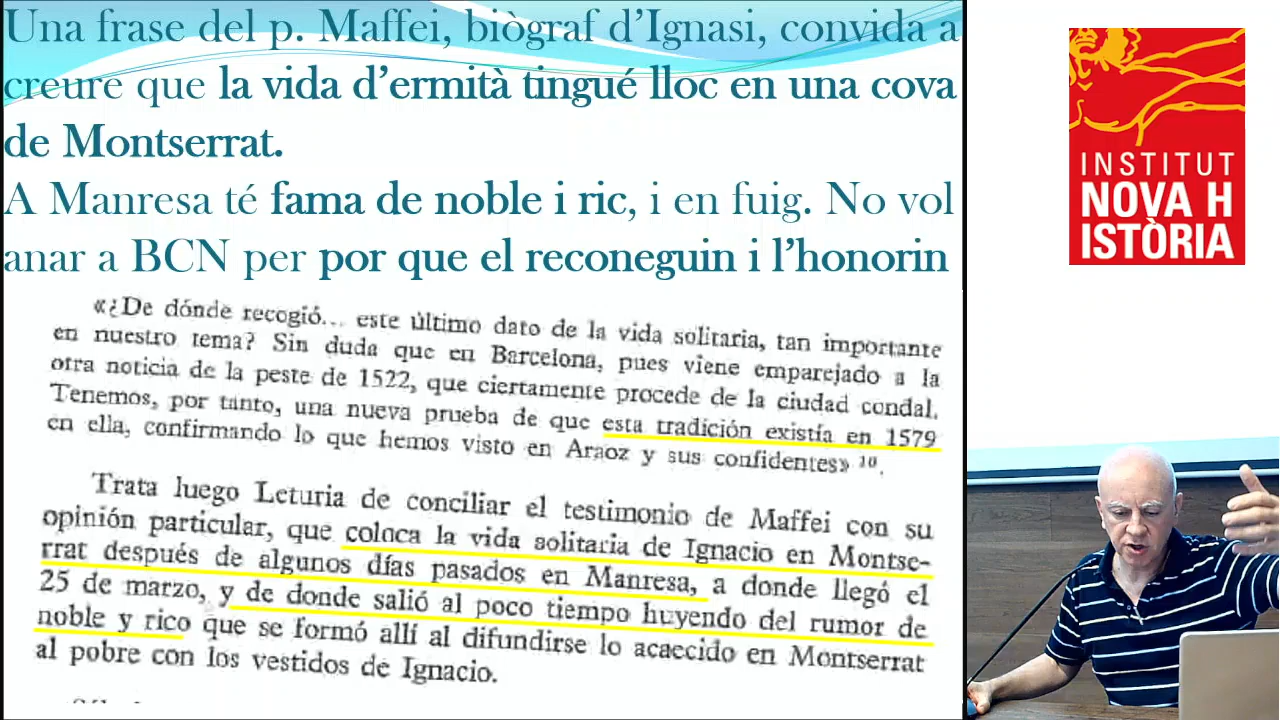 Una frase del p. Maffei, biògraf d’Ignasi, convida a
creure que la vida d’ermità tingué lloc en una cova
de Montserrat.
A Manresa té fama de noble i ric, i en fuig. No vol
anar a BCN per por que el reconeguin i l’honorin
«¿De dónde recogió... este último dato de la vida solitaria, tan importante
en nuestro tema? Sin duda que en Barcelona, pues viene emparejado a la
otra noticia de la peste de 1522, que ciertamente procede de la ciudad condal.
Tenemos, por tanto, una nueva prueba de que esta tradición existía en 1579
en ella, confirmando lo que hemos visto en Araoz y sus confidentes» 10.
Trata luego Leturia de conciliar el testimonio de Maffei con su
opinión particular, que coloca la vida solitaria de Ignacio en Montse-
rrat después de algunos días pasados en Manresa, a donde llegó el
25 de marzo, y de donde salió al poco tiempo huyendo del rumor de
noble y rico que se formó allí al difundirse lo acaecido en Montserrat
al pobre con los vestidos de Ignacio.
INSTITUT
NOVA H
ISTÒRIA